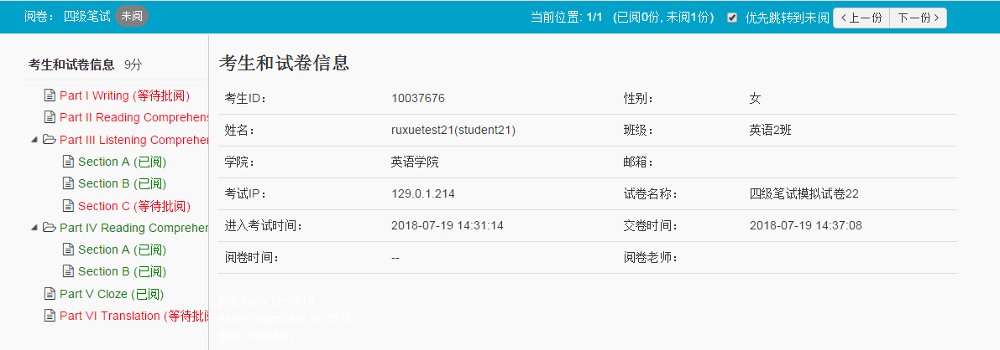 阅卷： 四级笔试 未阅 当前位置: 1/1 (已阅0份, 未阅1份) 优先跳转到未阅 上一份 下一份
考生和试卷信息 9分
Part I Writing (等待批阅)
Part II Reading Comprehens
Part III Listening Comprehe
Section A (已阅)
Section B (已阅)
Section C (等待批阅)
Part IV Reading Comprehen
Section A (已阅)
Section B (已阅)
Part V Cloze (已阅)
Part VI Translation (等待批
考生和试卷信息
考生ID： 10037676 性别： 女
姓名： ruxuetest21(student21) 班级： 英语2班
学院： 英语学院 邮箱：
考试IP： 129.0.1.214 试卷名称： 四级笔试模拟试卷22
进入考试时间： 2018-07-19 14:31:14 交卷时间： 2018-07-19 14:37:08
阅卷时间： -- 阅卷老师：